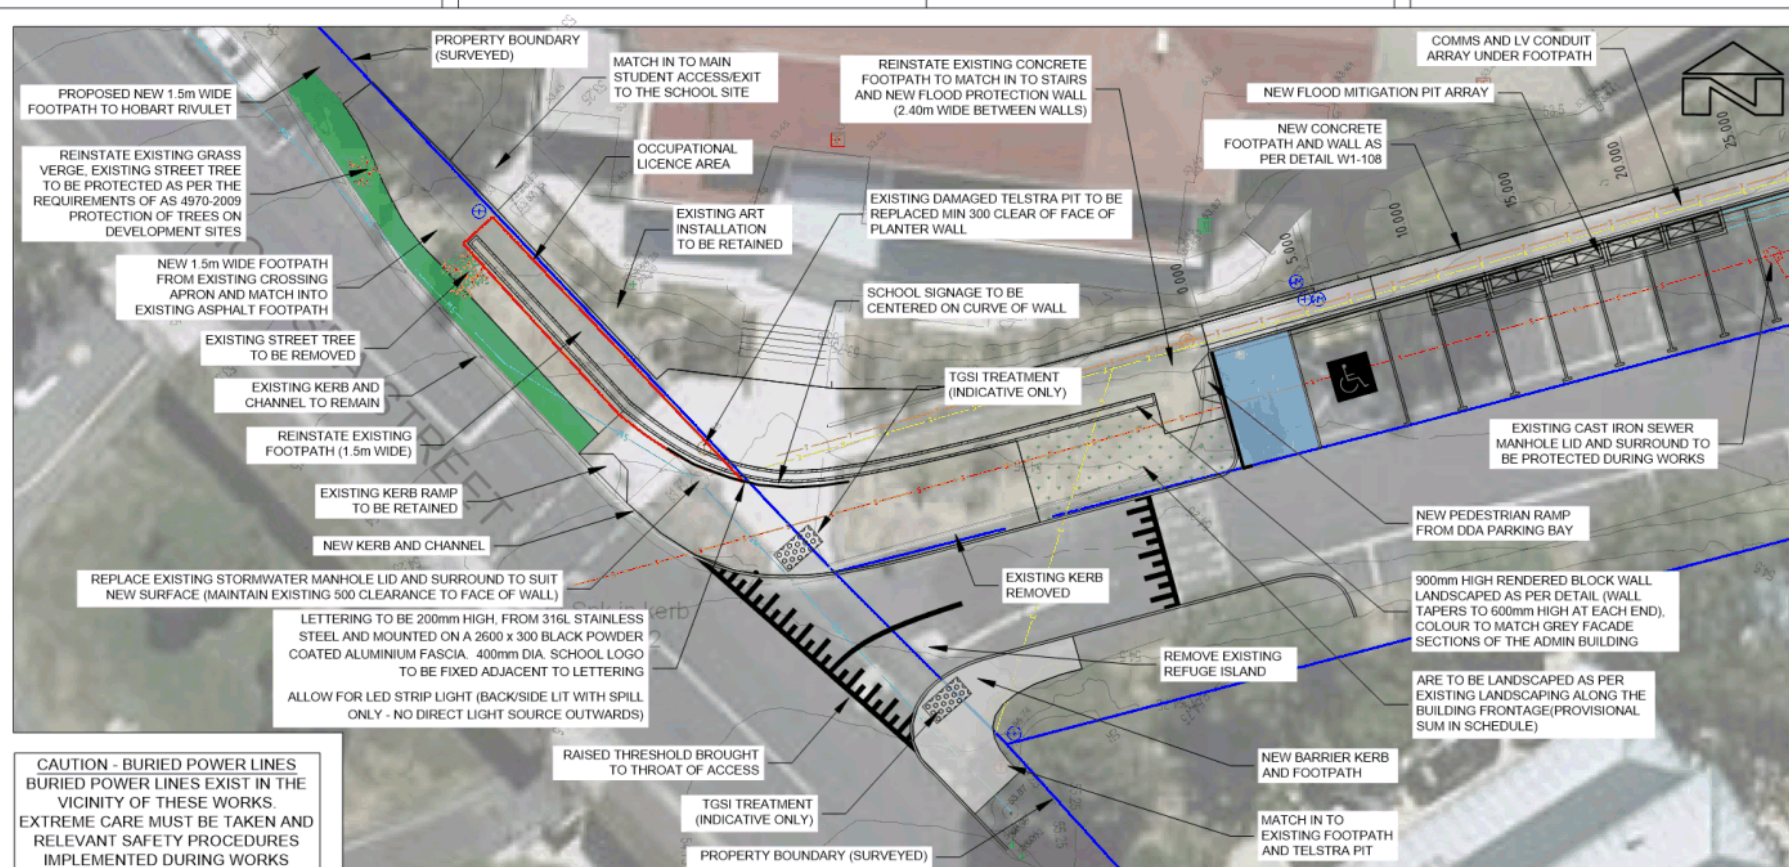 PROPERTY BOUNDARY
(SURVEYED)
MATCH IN TO MAIN
STUDENT ACCESS/EXIT
TO THE SCHOOL SITE
REINSTATE EXISTING CONCRETE
FOOTPATH TO MATCH IN TO STAIRS
AND NEW FLOOD PROTECTION WALL
(2.40m WIDE BETWEEN WALLS)
COMMS AND LV CONDUIT
ARRAY UNDER FOOTPATH
PROPOSED NEW 1.5m WIDE
FOOTPATH TO HOBART RIVULET
NEW FLOOD MITIGATION PIT ARRAY
N
NEW CONCRETE
FOOTPATH AND WALL AS
PER DETAIL W1-108
REINSTATE EXISTING GRASS
VERGE, EXISTING STREET TREE
TO BE PROTECTED AS PER THE
REQUIREMENTS OF AS 4970-2009
PROTECTION OF TREES ON
DEVELOPMENT SITES
OCCUPATIONAL
LICENCE AREA
EXISTING DAMAGED TELSTRA PIT TO BE
REPLACED MIN 300 CLEAR OF FACE OF
PLANTER WALL
EXISTING ART
INSTALLATION
TO BE RETAINED
0.000
5.000
10.000
15.000
20.000
25.000
NEW 1.5m WIDE FOOTPATH
FROM EXISTING CROSSING
APRON AND MATCH INTO
EXISTING ASPHALT FOOTPATH
SCHOOL SIGNAGE TO BE
CENTERED ON CURVE OF WALL
EXISTING STREET TREE
TO BE REMOVED
TGSI TREATMENT
(INDICATIVE ONLY)
EXISTING KERB AND
CHANNEL TO REMAIN
REINSTATE EXISTING
FOOTPATH (1.5m WIDE)
STREET
EXISTING CAST IRON SEWER
MANHOLE LID AND SURROUND TO
BE PROTECTED DURING WORKS
EXISTING KERB RAMP
TO BE RETAINED
NEW PEDESTRIAN RAMP
FROM DDA PARKING BAY
NEW KERB AND CHANNEL
REPLACE EXISTING STORMWATER MANHOLE LID AND SURROUND TO SUIT
NEW SURFACE (MAINTAIN EXISTING 500 CLEARANCE TO FACE OF WALL)
EXISTING KERB
REMOVED
900mm HIGH RENDERED BLOCK WALL
LANDSCAPED AS PER DETAIL (WALL
TAPERS TO 600mm HIGH AT EACH END),
COLOUR TO MATCH GREY FACADE
SECTIONS OF THE ADMIN BUILDING
Spk in kerb
LETTERING TO BE 200mm HIGH, FROM 316L STAINLESS
STEEL AND MOUNTED ON A 2600 x 300 BLACK POWDER
COATED ALUMINIUM FASCIA. 400mm DIA. SCHOOL LOGO
TO BE FIXED ADJACENT TO LETTERING
ALLOW FOR LED STRIP LIGHT (BACK/SIDE LIT WITH SPILL
ONLY - NO DIRECT LIGHT SOURCE OUTWARDS)
REMOVE EXISTING
REFUGE ISLAND
ARE TO BE LANDSCAPED AS PER
EXISTING LANDSCAPING ALONG THE
BUILDING FRONTAGE(PROVISIONAL
SUM IN SCHEDULE)
RAISED THRESHOLD BROUGHT
TO THROAT OF ACCESS
NEW BARRIER KERB
AND FOOTPATH
TGSI TREATMENT
(INDICATIVE ONLY)
MATCH IN TO
EXISTING FOOTPATH
AND TELSTRA PIT
PROPERTY BOUNDARY (SURVEYED)
CAUTION - BURIED POWER LINES
BURIED POWER LINES EXIST IN THE
VICINITY OF THESE WORKS.
EXTREME CARE MUST BE TAKEN AND
RELEVANT SAFETY PROCEDURES
IMPLEMENTED DURING WORKS